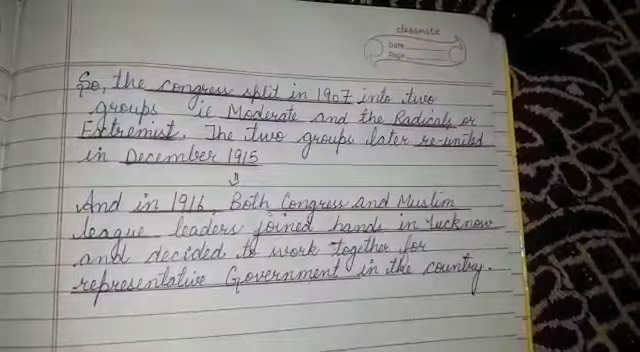 classmate
Date
Page
So, the congress split in 1907 into two
groups ie Moderate and the Radicals or
Extremist. The two groups later re-united
in December 1915
↓
And in 1916 Both Congress and Muslim
league leaders joined hands in lucknow
and decided to work together for
representative Government in the country.